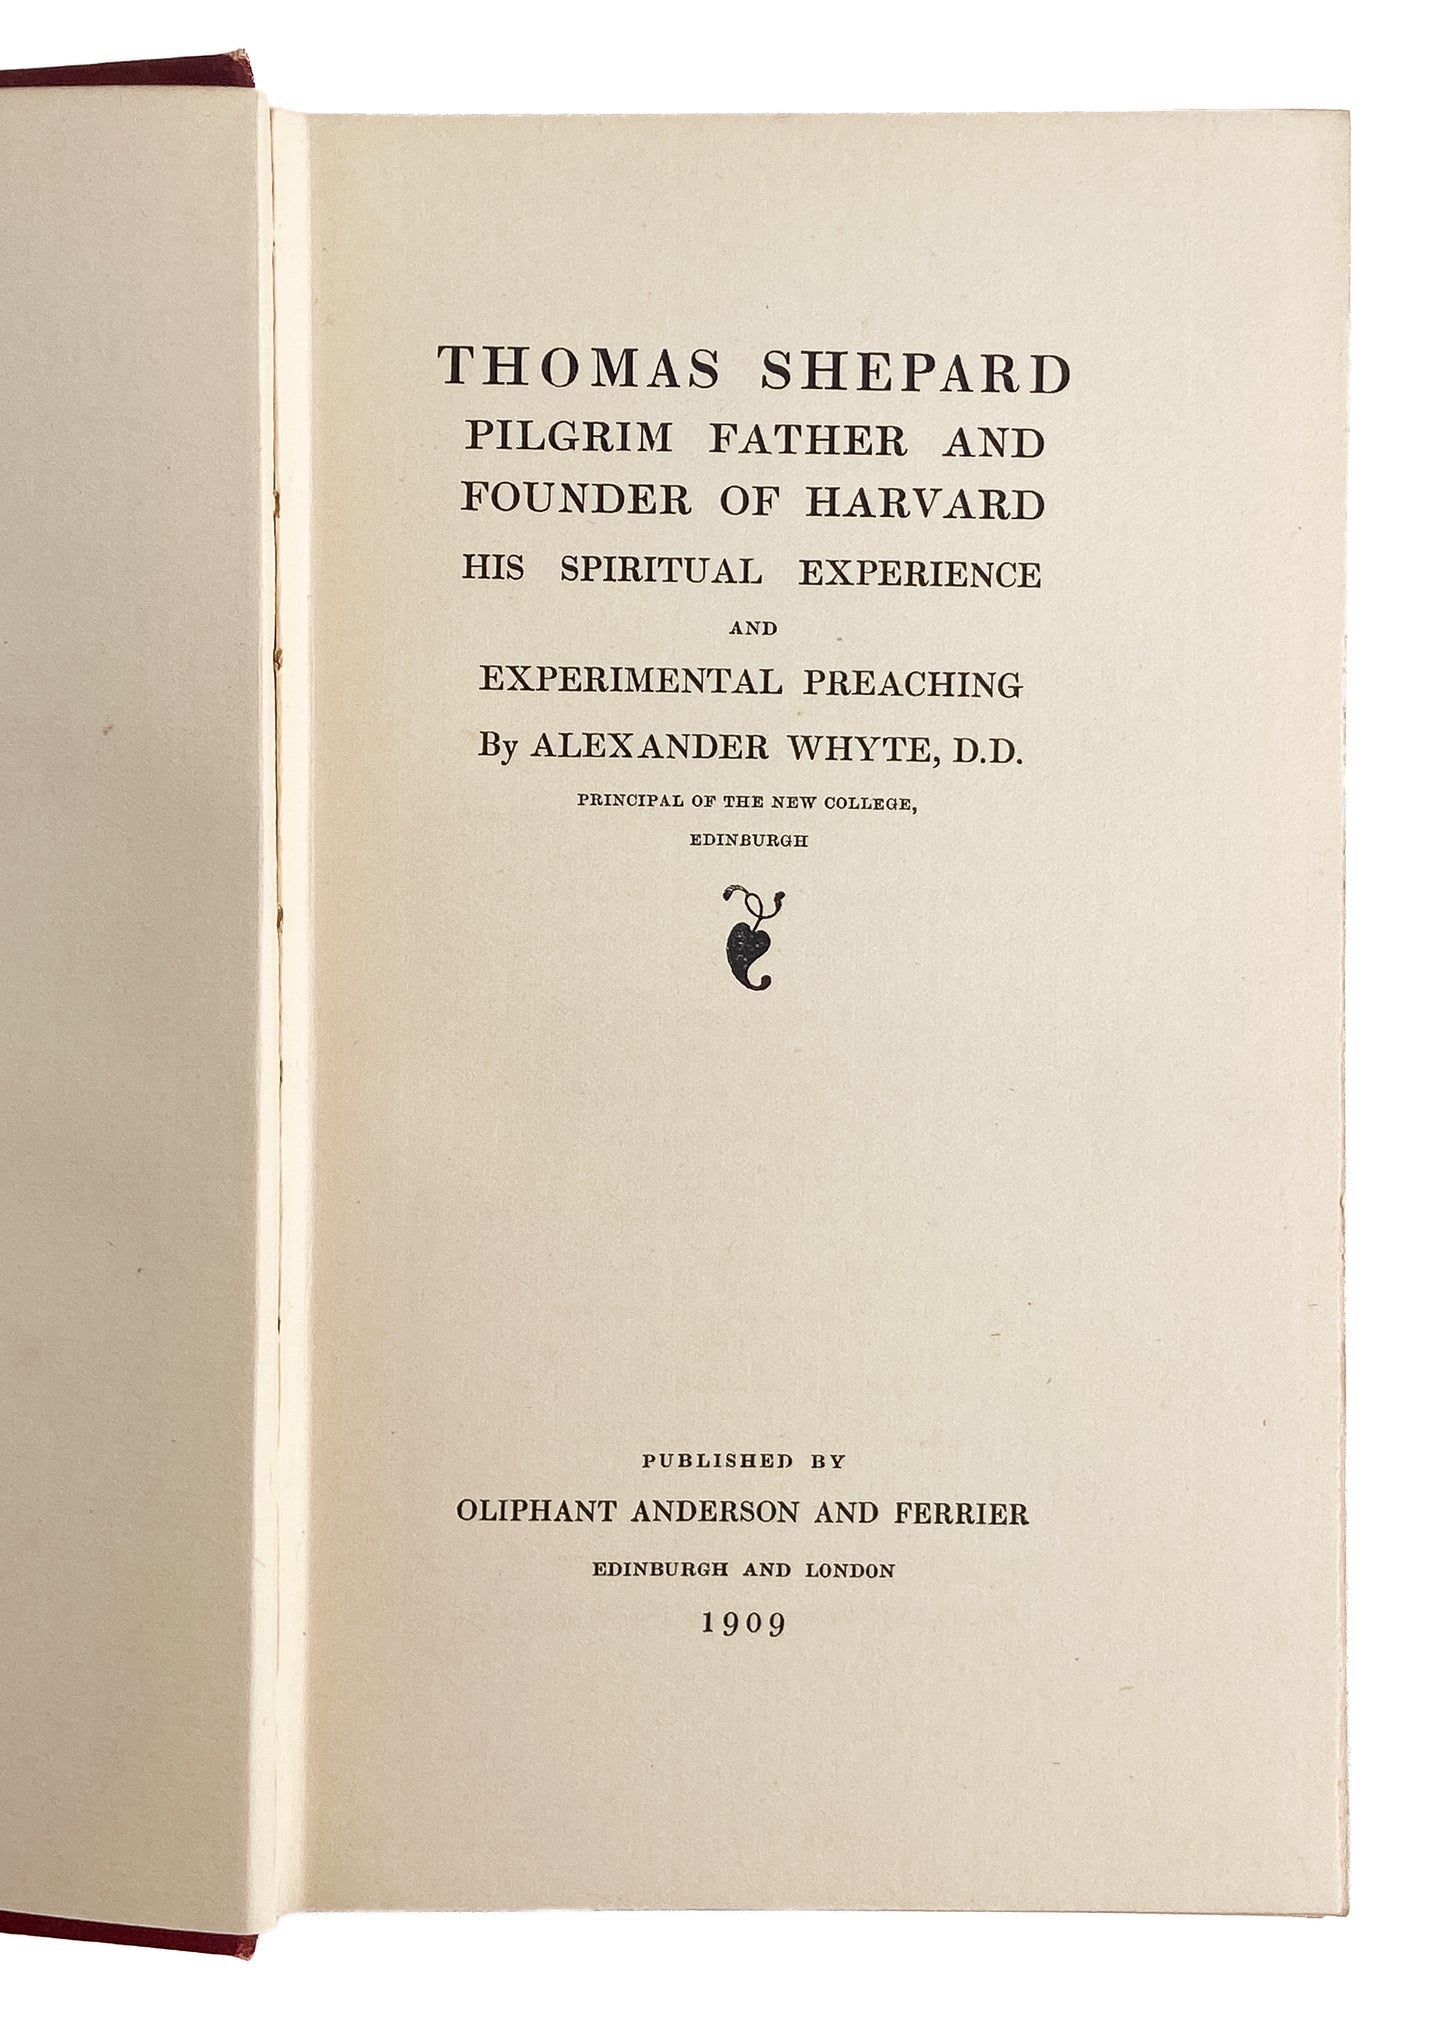 THOMAS SHEPARD
PILGRIM FATHER AND
FOUNDER OF HARVARD
HIS SPIRITUAL EXPERIENCE
AND
EXPERIMENTAL PREACHING
By ALEXANDER WHYTE, D.D.
PRINCIPAL OF THE NEW COLLEGE,
EDINBURGH
PUBLISHED BY
OLIPHANT ANDERSON AND FERRIER
EDINBURGH AND LONDON
1909